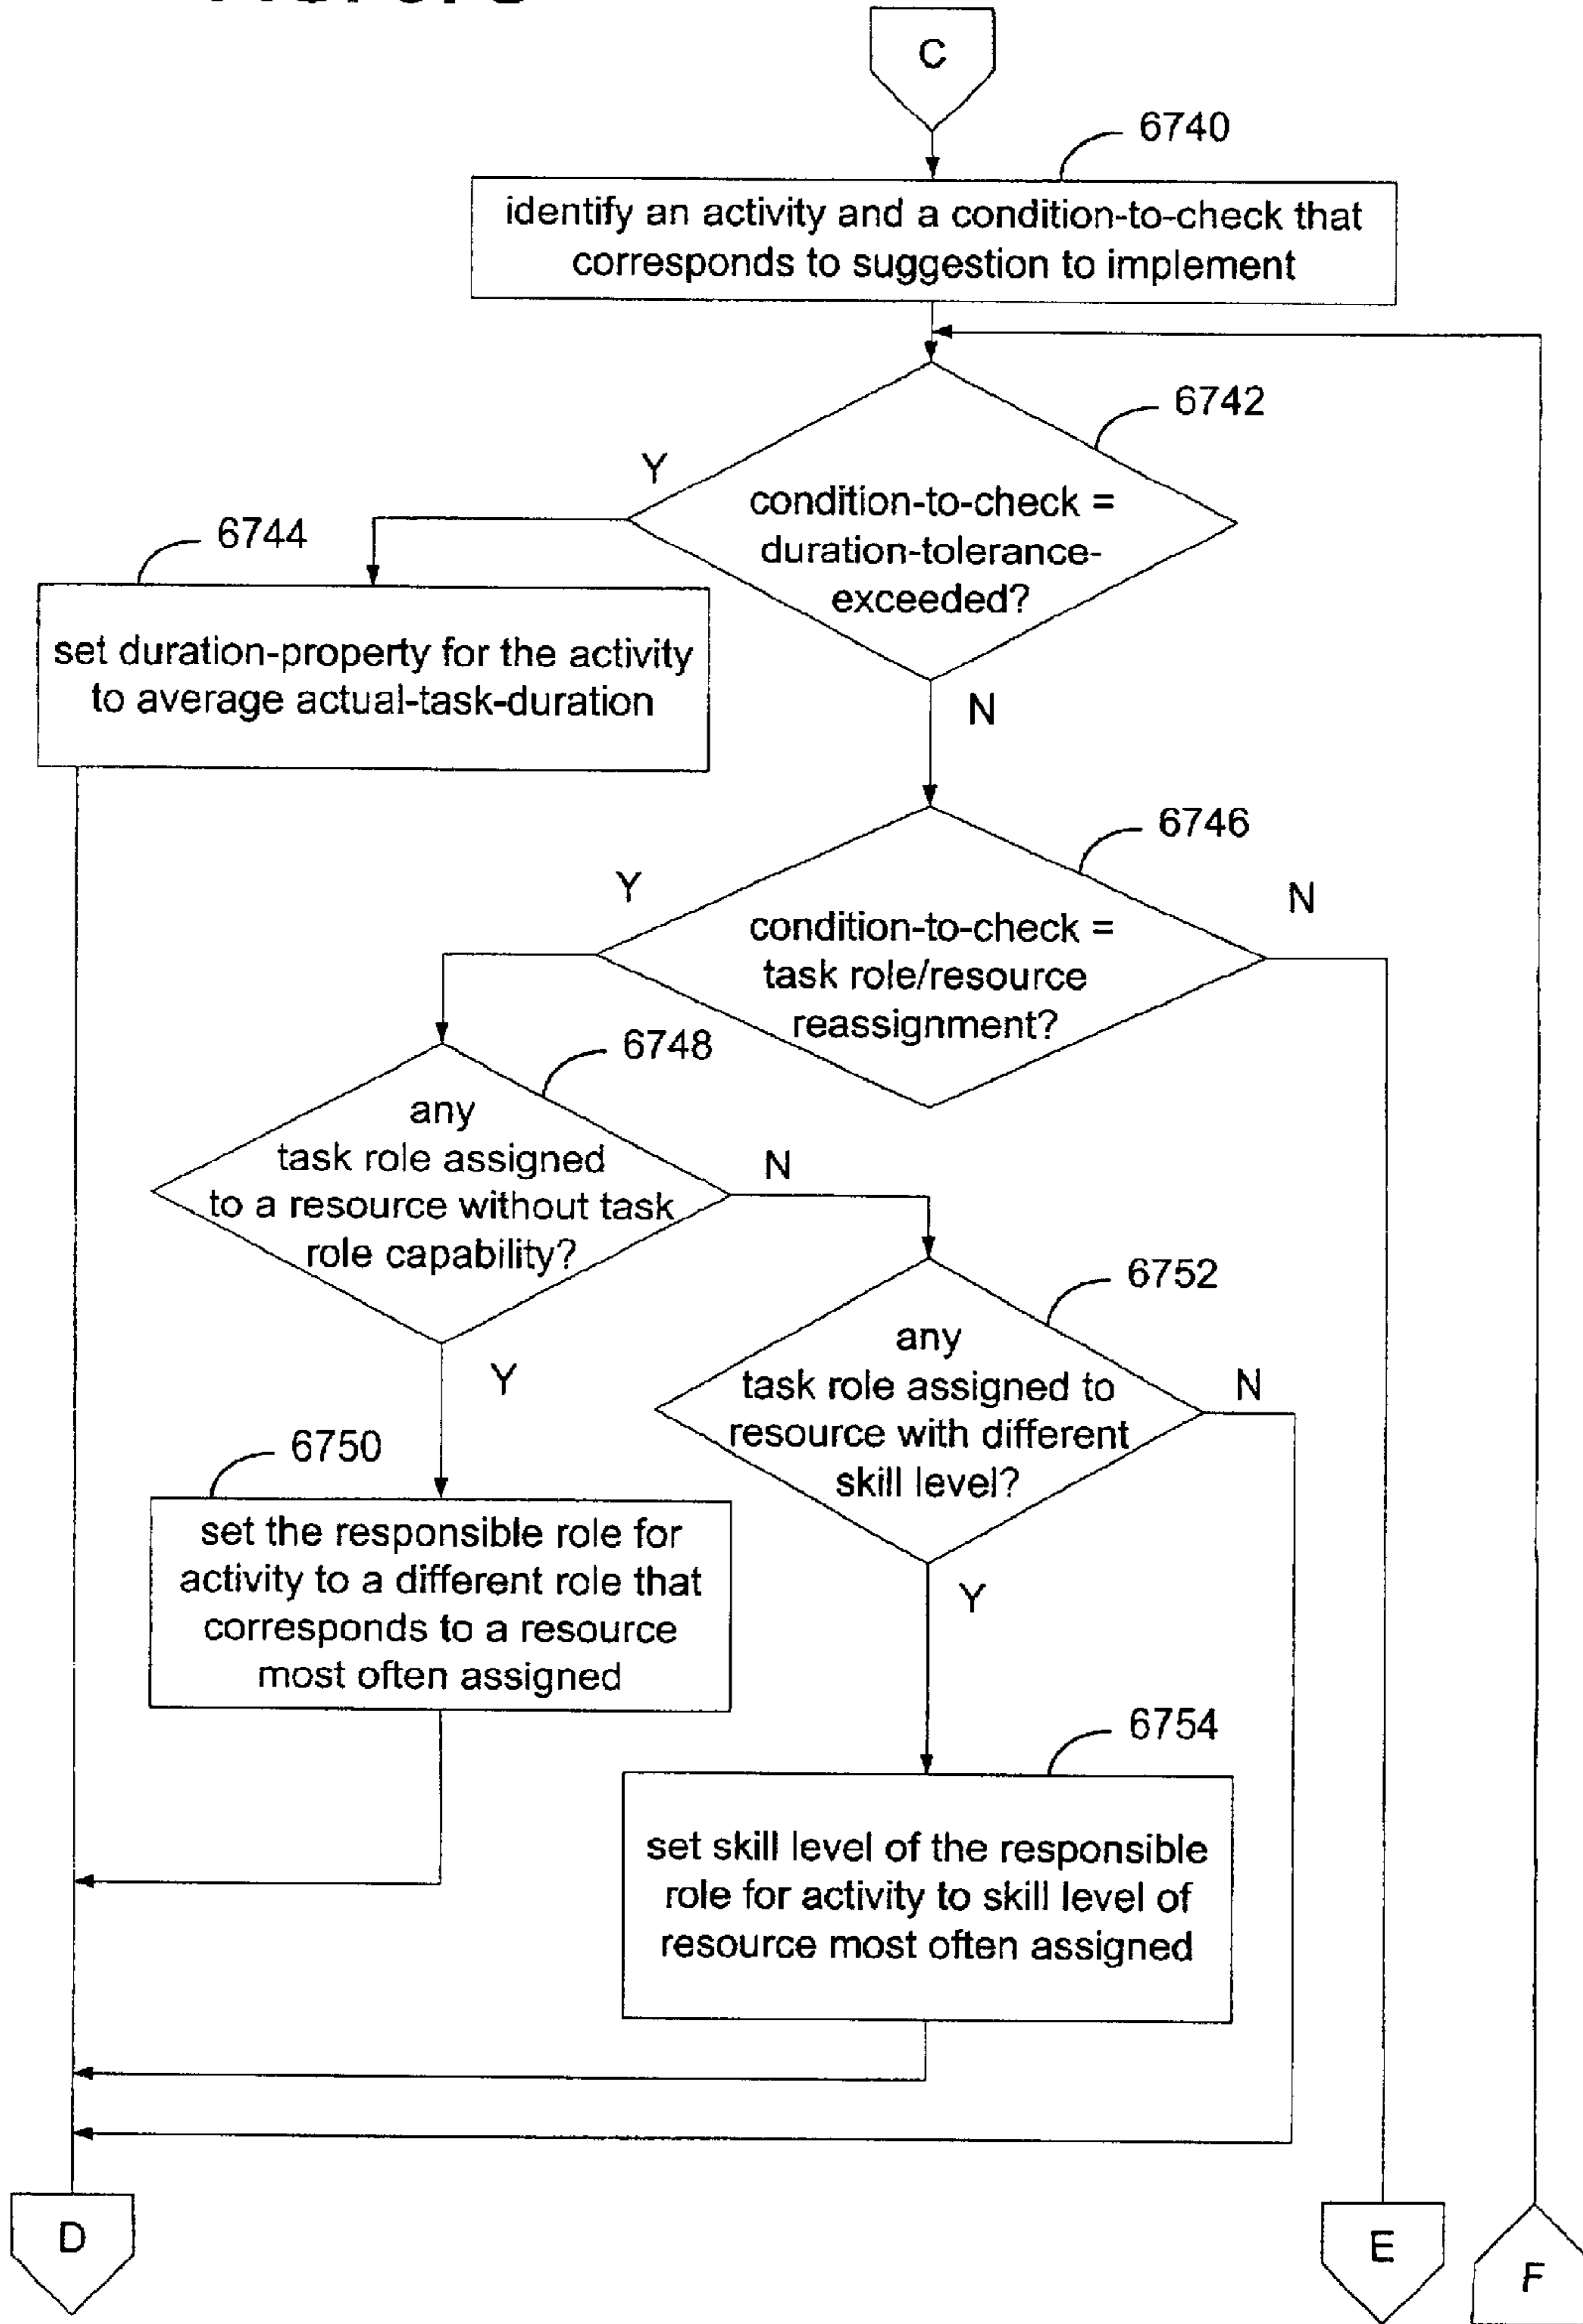 C
6740
identify an activity and a condition-to-check that
corresponds to suggestion to implement
6742
Y
condition-to-check =
duration-tolerance-
exceeded?
6744
set duration-property for the activity
to average actual-task-duration
N
6746
Y
N
condition-to-check =
task role/resource
reassignment?
6748
any
task role assigned
to a resource without task
role capability?
N
6752
any
task role assigned to
resource with different
skill level?
N
Y
6750
set the responsible role for
activity to a different role that
corresponds to a resource
most often assigned
Y
6754
set skill level of the responsible
role for activity to skill level of
resource most often assigned
D
E
F